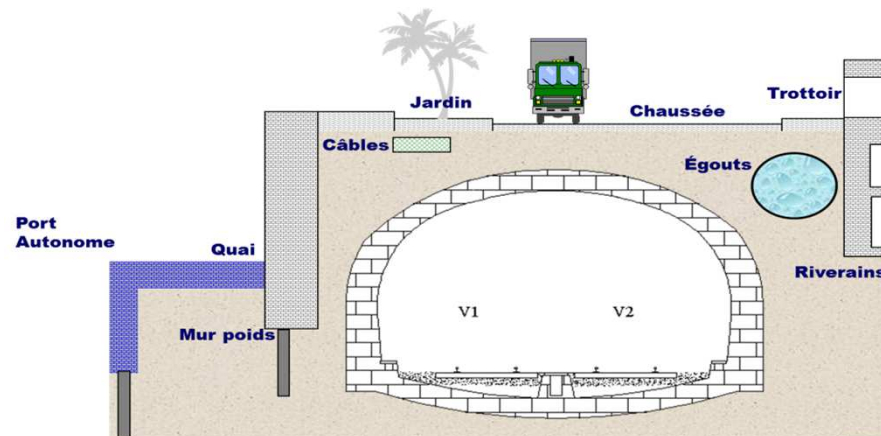 Jardin
Chaussée
Trottoir
Câbles
Égouts
Port
Autonome
Quai
Riverains
V1
V2
Mur poids